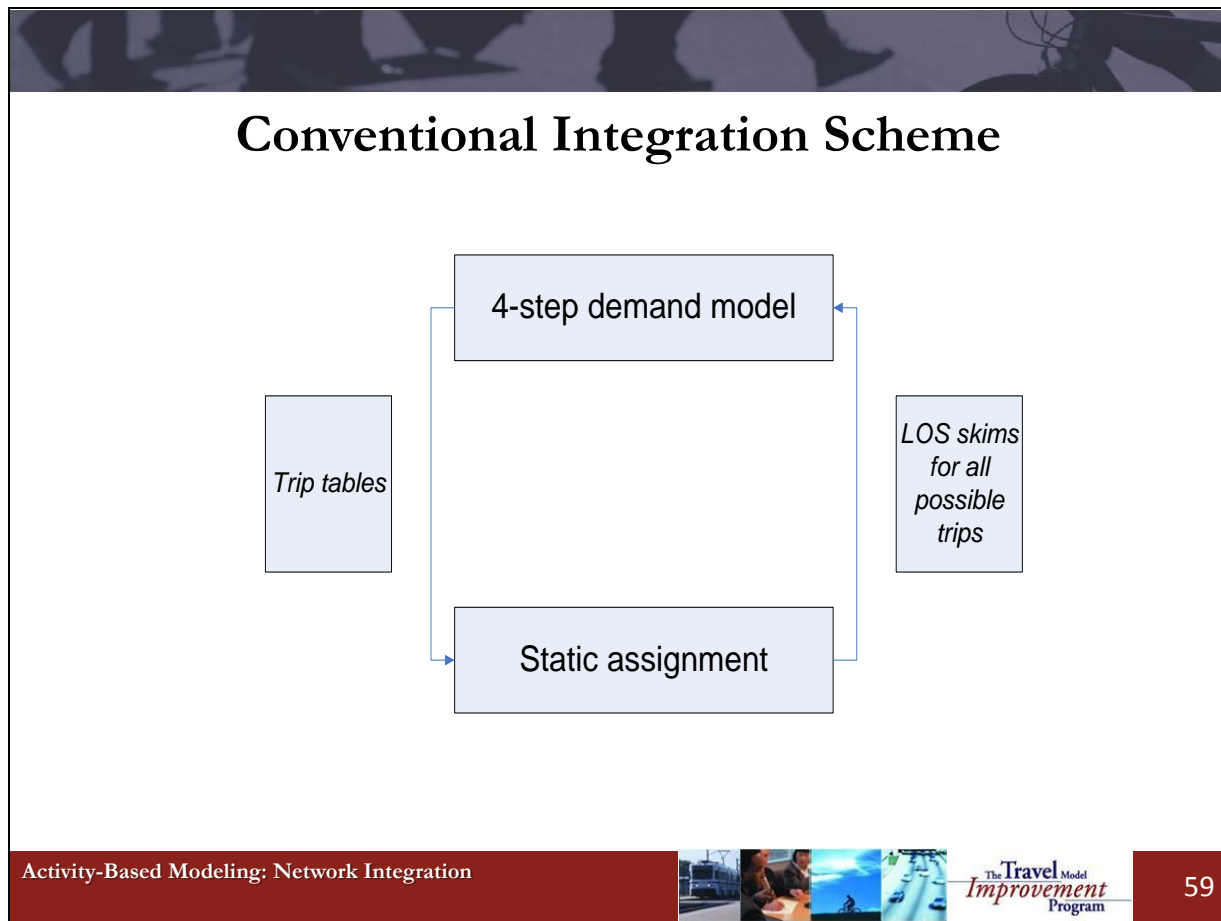 Conventional Integration Scheme
4-step demand model
Trip tables
LOS skims
for all
possible
trips
Static assignment
Activity-Based Modeling: Network Integration
The Travel Model
Improvement
Program
59